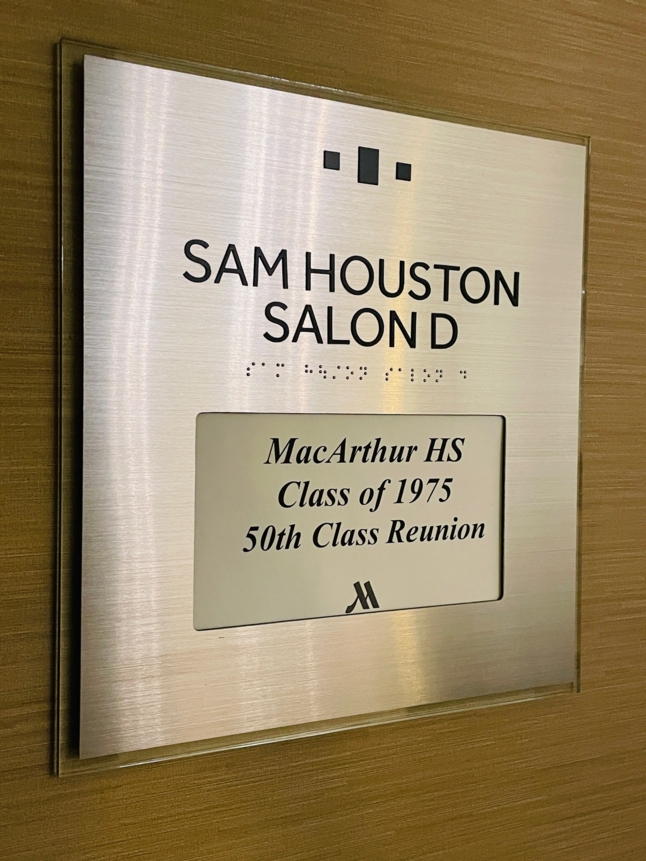 SAM HOUSTON
SALON D
MacArthur HS
Class of 1975
50th Class Reunion